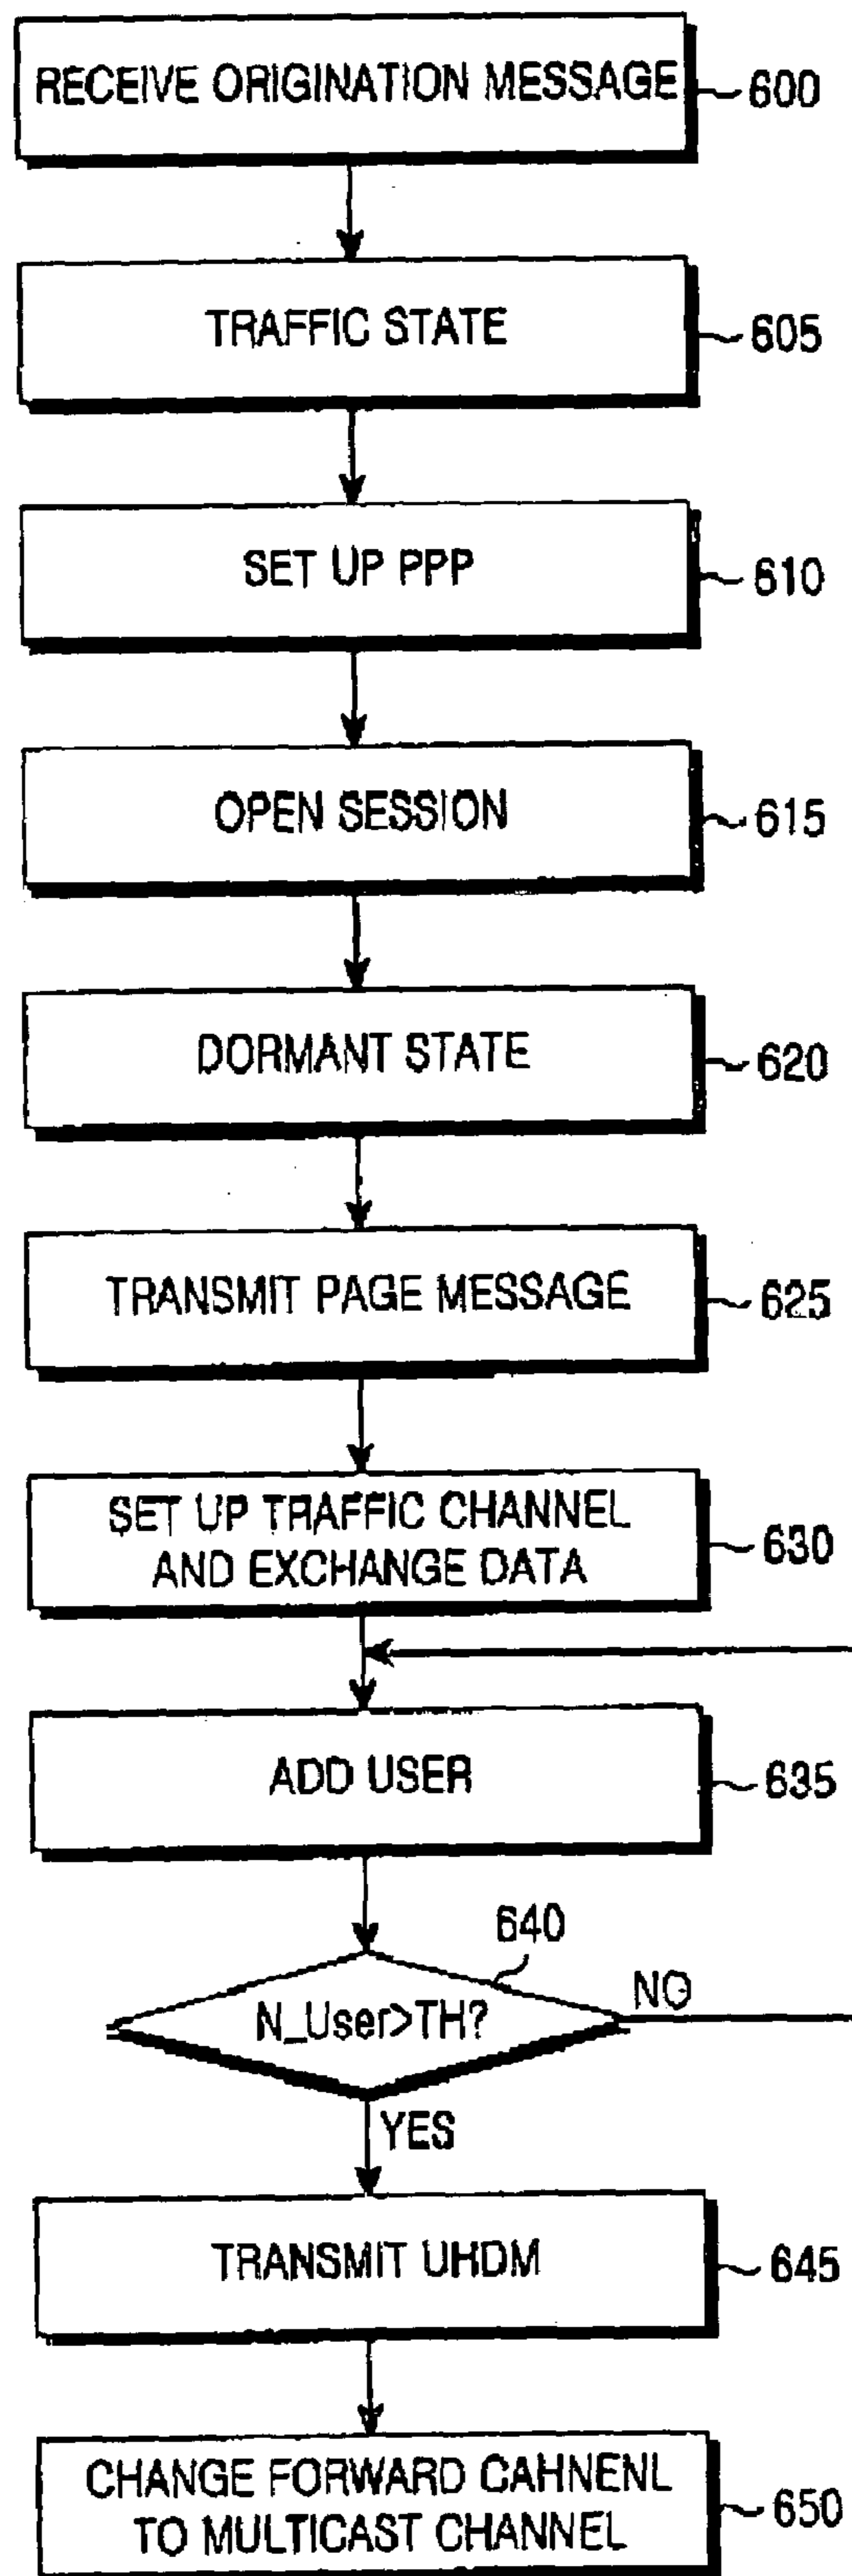 RECEIVE ORIGINATION MESSAGE 600
TRAFFIC STATE 605
SET UP PPP 610
OPEN SESSION 615
DORMANT STATE 620
TRANSMIT PAGE MESSAGE 625
SET UP TRAFFIC CHANNEL
AND EXCHANGE DATA 630
ADD USER 635
640
N_User>TH? NO
YES
TRANSMIT UHDM 645
CHANGE FORWARD CAHNENL
TO MULTICAST CHANNEL 650